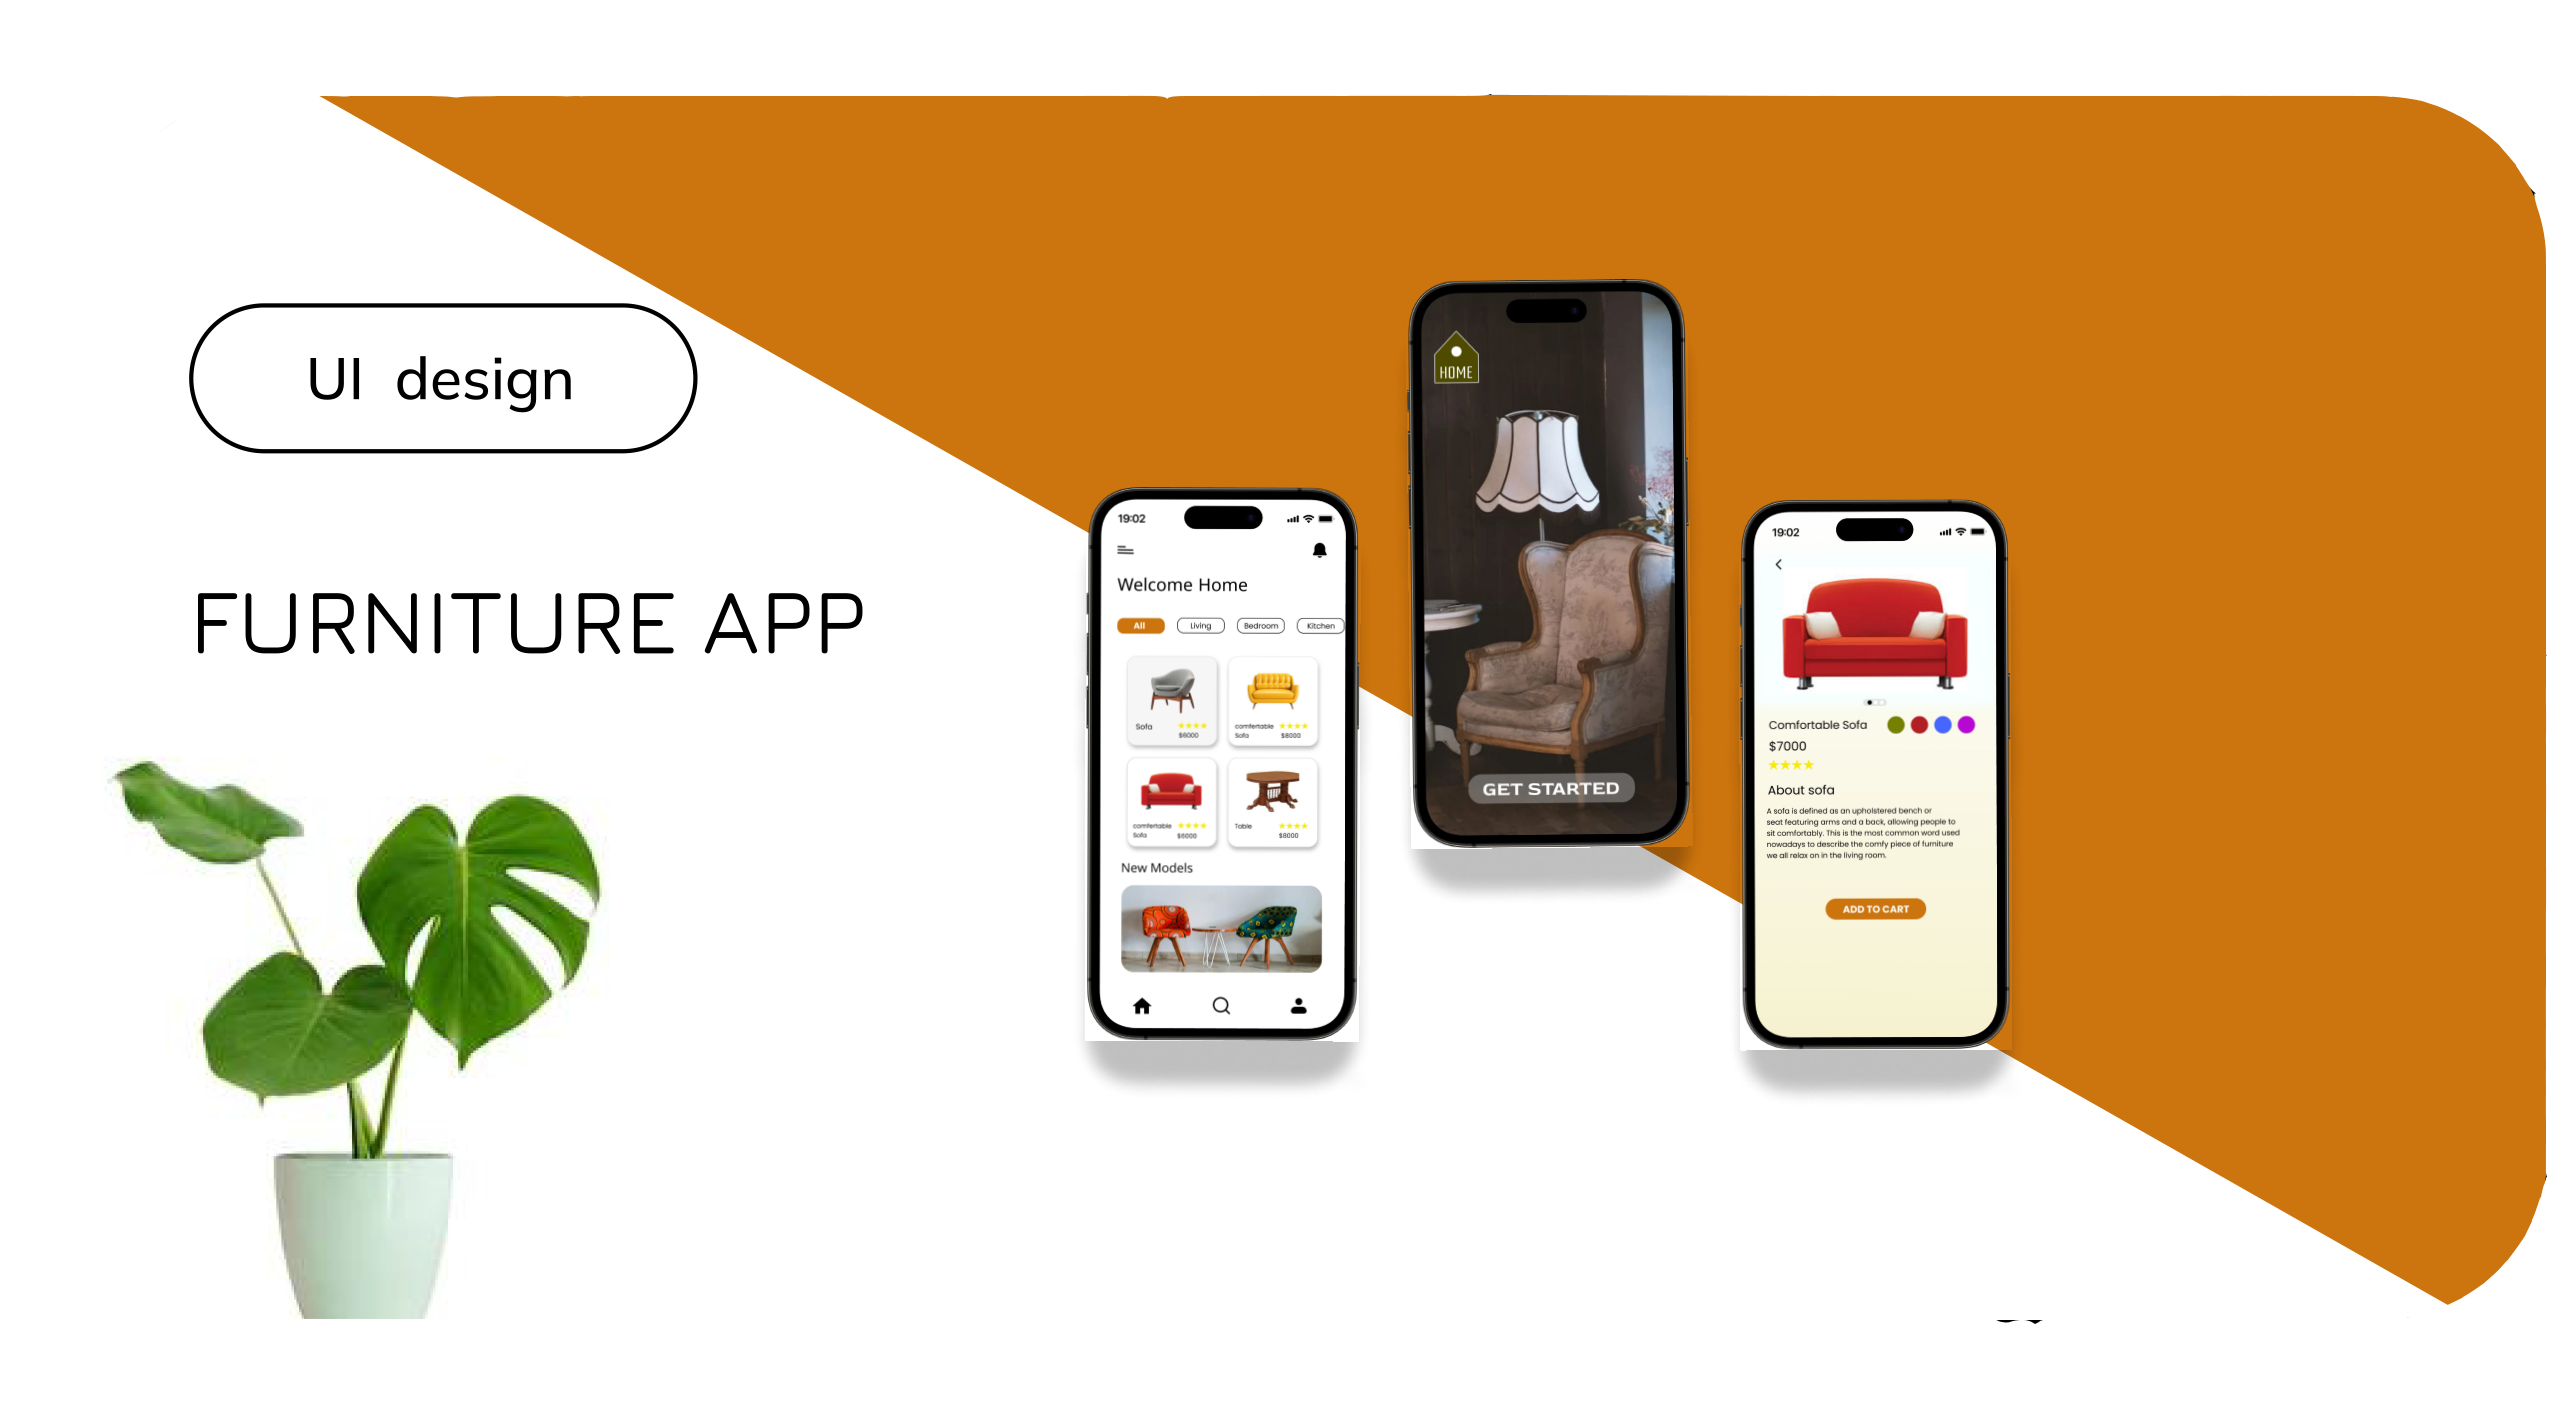 UI design
FURNITURE APP
19:02
Welcome Home
All
Living
Bedroom
Kitchen
Sofa
$6000
comfertable
Sofa
$8000
comfertable
Sofa
$6000
Table
$8000
New Models
HOME
GET STARTED
19:02
Comfortable Sofa
$7000
About sofa
A sofa is defined as an upholstered bench or
seat featuring arms and a back, allowing people to
sit comfortably. This is the most common word used
nowadays to describe the comfy piece of furniture
we all relax on in the living room.
ADD TO CART